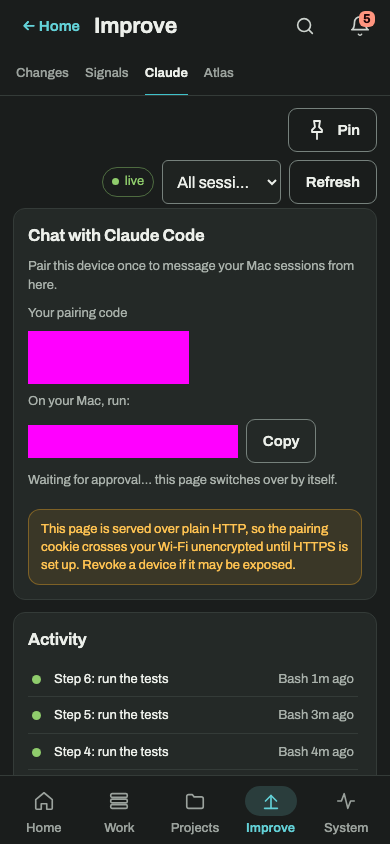 ← Home Improve 5
Changes Signals Claude Atlas
Pin
live All sessi... Refresh
Chat with Claude Code
Pair this device once to message your Mac sessions from
here.
Your pairing code
On your Mac, run:
Copy
Waiting for approval... this page switches over by itself.
This page is served over plain HTTP, so the pairing
cookie crosses your Wi-Fi unencrypted until HTTPS is
set up. Revoke a device if it may be exposed.
Activity
Step 6: run the tests Bash 1m ago
Step 5: run the tests Bash 3m ago
Step 4: run the tests Bash 4m ago
Home Work Projects Improve System